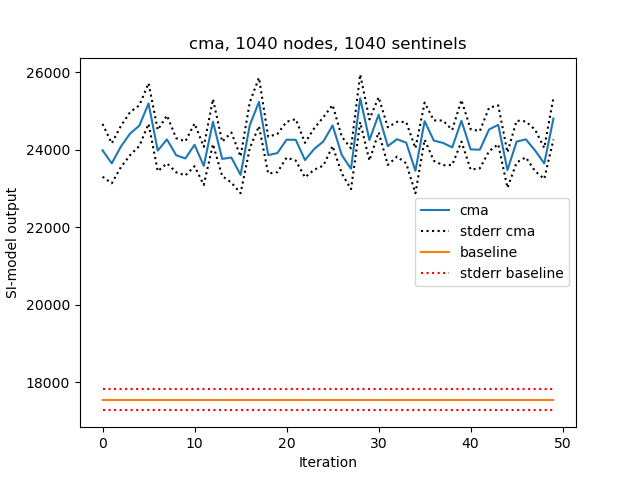 cma, 1040 nodes, 1040 sentinels
26000
24000
22000
20000
18000
SI-model output
cma
stderr cma
baseline
stderr baseline
0 10 20 30 40 50
Iteration